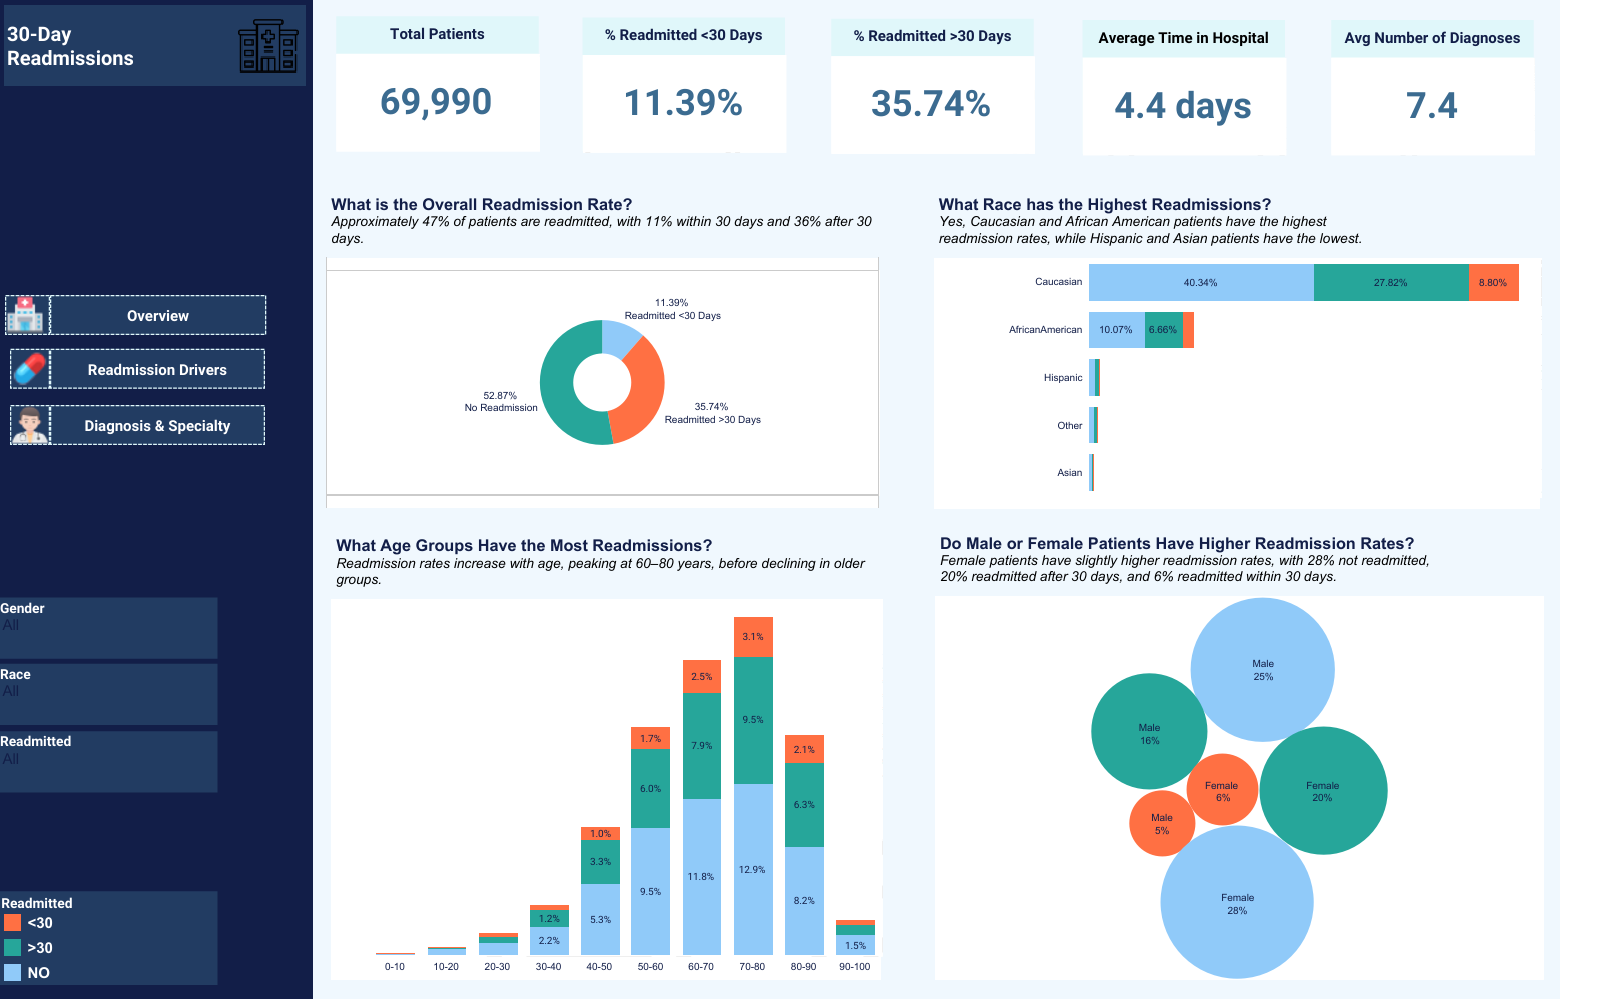 30-Day
Readmissions
Total Patients
69,990
% Readmitted <30 Days
11.39%
% Readmitted >30 Days
35.74%
Average Time in Hospital
4.4 days
Avg Number of Diagnoses
7.4
Overview
Readmission Drivers
Diagnosis & Specialty
Gender
All
Race
All
Readmitted
All
Readmitted
<30
>30
NO
What is the Overall Readmission Rate?
Approximately 47% of patients are readmitted, with 11% within 30 days and 36% after 30
days.
11.39%
Readmitted <30 Days
52.87%
No Readmission
35.74%
Readmitted >30 Days
What Race has the Highest Readmissions?
Yes, Caucasian and African American patients have the highest
readmission rates, while Hispanic and Asian patients have the lowest.
Caucasian
40.34%
27.82%
8.80%
AfricanAmerican
10.07%
6.66%
Hispanic
Other
Asian
What Age Groups Have the Most Readmissions?
Readmission rates increase with age, peaking at 60–80 years, before declining in older
groups.
3.1%
2.5%
9.5%
1.7%
7.9%
2.1%
6.0%
6.3%
1.0%
3.3%
12.9%
11.8%
9.5%
8.2%
5.3%
1.2%
2.2%
1.5%
0-10
10-20
20-30
30-40
40-50
50-60
60-70
70-80
80-90
90-100
Do Male or Female Patients Have Higher Readmission Rates?
Female patients have slightly higher readmission rates, with 28% not readmitted,
20% readmitted after 30 days, and 6% readmitted within 30 days.
Male
25%
Male
16%
Female
6%
Female
20%
Male
5%
Female
28%